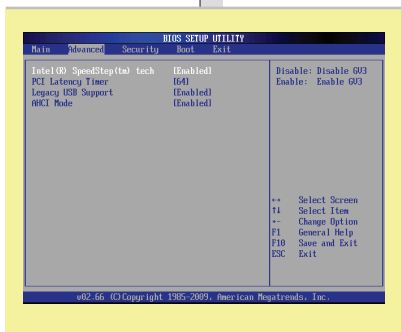 BIOS SETUP UTILITY
Main Advanced Security Boot Exit
Intel(R) SpeedStep(tm) tech [Enabled]
PCI Latency Timer [64]
Legacy USB Support [Enabled]
AHCI Mode [Enabled]
Disable: Disable GV3
Enable: Enable GV3
↔ Select Screen
↑↓ Select Item
+- Change Option
F1 General Help
F10 Save and Exit
ESC Exit
v02.66 (C)Copyright 1985-2009, American Megatrends, Inc.